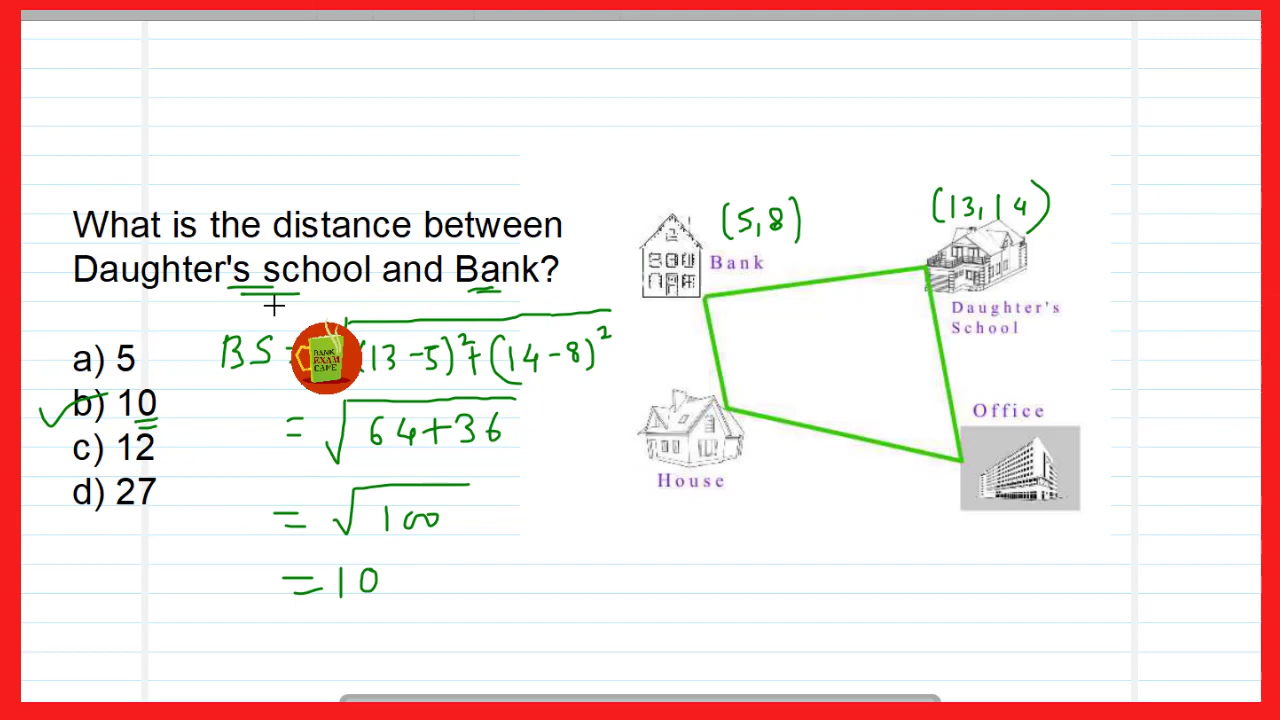 What is the distance between
Daughter's school and Bank?
a) 5
b) 10
c) 12
d) 27
BS = √(13-5)²+(14-8)²
= √64+36
= √100
= 10
BANK
EXAM
CAFE
(5,8)
Bank
(13,14)
Daughter's
School
House
Office